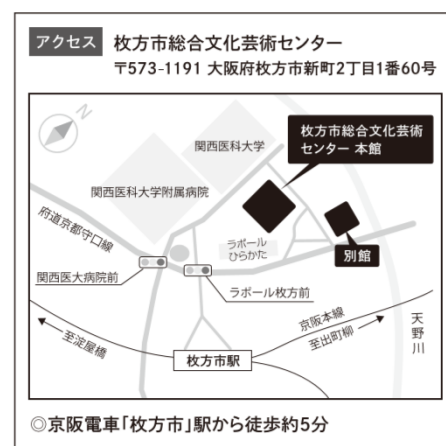 アクセス 枚方市総合文化芸術センター
〒573-1191 大阪府枚方市新町2丁目1番60号
N
枚方市総合文化芸術
センター 本館
関西医科大学
関西医科大学附属病院
府道京都守口線
ラポール
ひらかた
別館
関西医大病院前
ラポール枚方前
京阪本線
至出町柳
天野川
至淀屋橋
枚方市駅
◎京阪電車「枚方市」駅から徒歩約5分